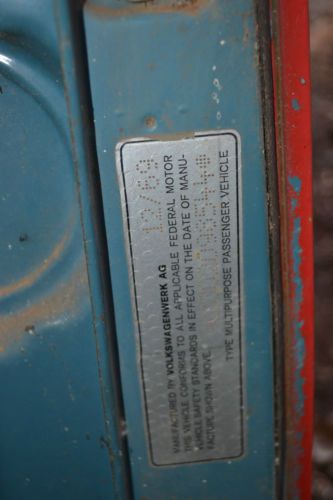 12/69
MANUFACTURED BY VOLKSWAGENWERK AG
THIS VEHICLE CONFORMS TO ALL APPLICABLE FEDERAL MOTOR
VEHICLE SAFETY STANDARDS IN EFFECT ON THE DATE OF MANU-
FACTURE SHOWN ABOVE.
TYPE MULTIPURPOSE PASSENGER VEHICLE